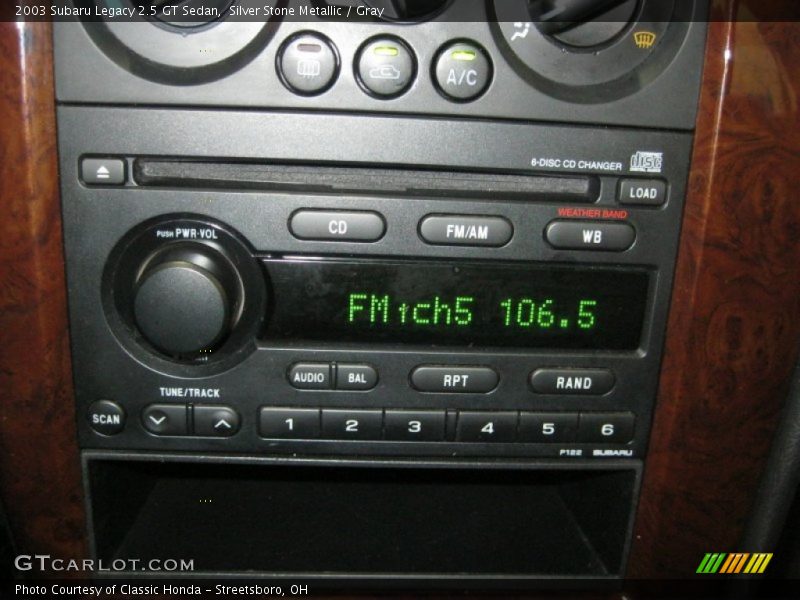 2003 Subaru Legacy 2.5 GT Sedan, Silver Stone Metallic / Gray
A/C
6-DISC CD CHANGER disc
LOAD
PUSH PWR·VOL
CD
FM/AM
WEATHER BAND
WB
FM1ch5 106.5
AUDIO BAL RPT RAND
TUNE/TRACK
SCAN
1 2 3 4 5 6
P122 SUBARU
GTCARLOT.COM
Photo Courtesy of Classic Honda - Streetsboro, OH